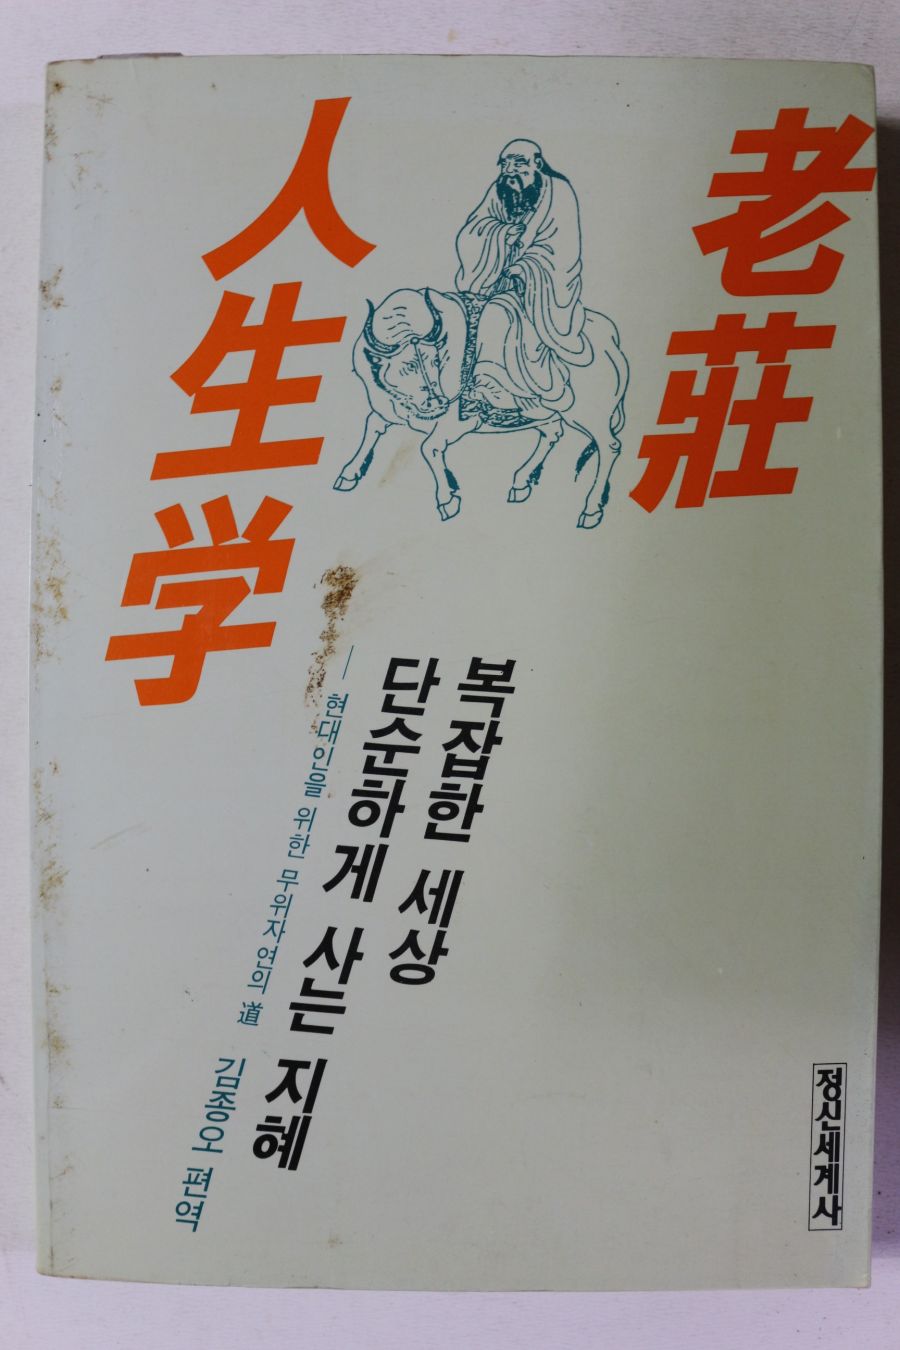 老莊
人生学
복잡한 세상
단순하게 사는 지혜
─ 현대인을 위한 무위자연의 道
김종오 편역
정신세계사